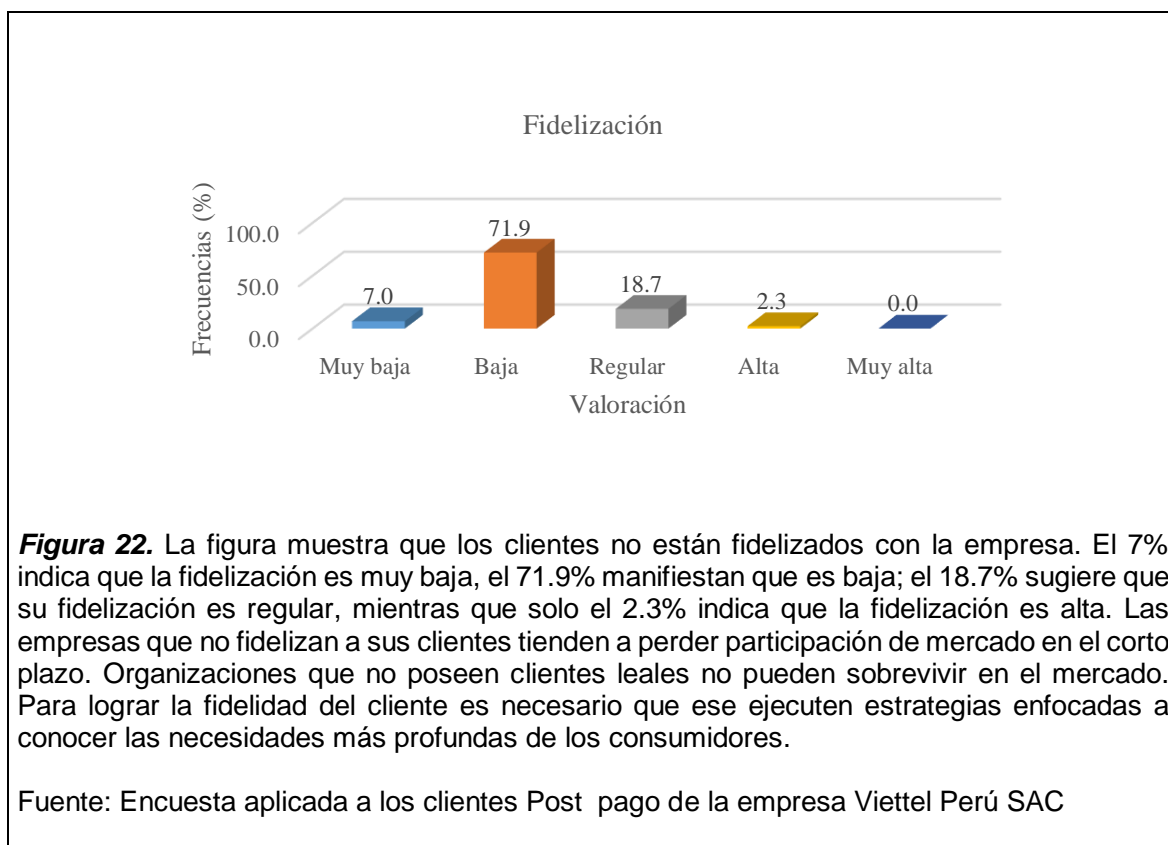 Fidelización
Frecuencias (%)
100.0
50.0
0.0
7.0
71.9
18.7
2.3
0.0
Muy baja
Baja
Regular
Alta
Muy alta
Valoración
Figura 22. La figura muestra que los clientes no están fidelizados con la empresa. El 7%
indica que la fidelización es muy baja, el 71.9% manifiestan que es baja; el 18.7% sugiere que
su fidelización es regular, mientras que solo el 2.3% indica que la fidelización es alta. Las
empresas que no fidelizan a sus clientes tienden a perder participación de mercado en el corto
plazo. Organizaciones que no poseen clientes leales no pueden sobrevivir en el mercado.
Para lograr la fidelidad del cliente es necesario que ese ejecuten estrategias enfocadas a
conocer las necesidades más profundas de los consumidores.
Fuente: Encuesta aplicada a los clientes Post pago de la empresa Viettel Perú SAC